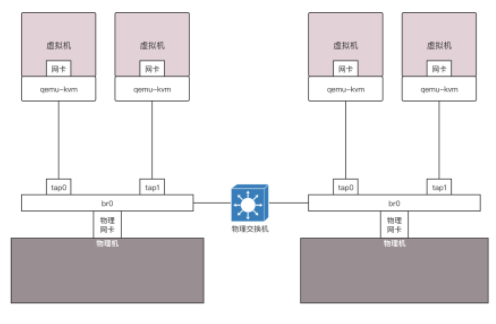 虚拟机
虚拟机
虚拟机
虚拟机
网卡
网卡
网卡
网卡
qemu-kvm
qemu-kvm
qemu-kvm
qemu-kvm
tap0
tap1
tap0
tap1
br0
br0
物理
网卡
物理交换机
物理
网卡
物理机
物理机